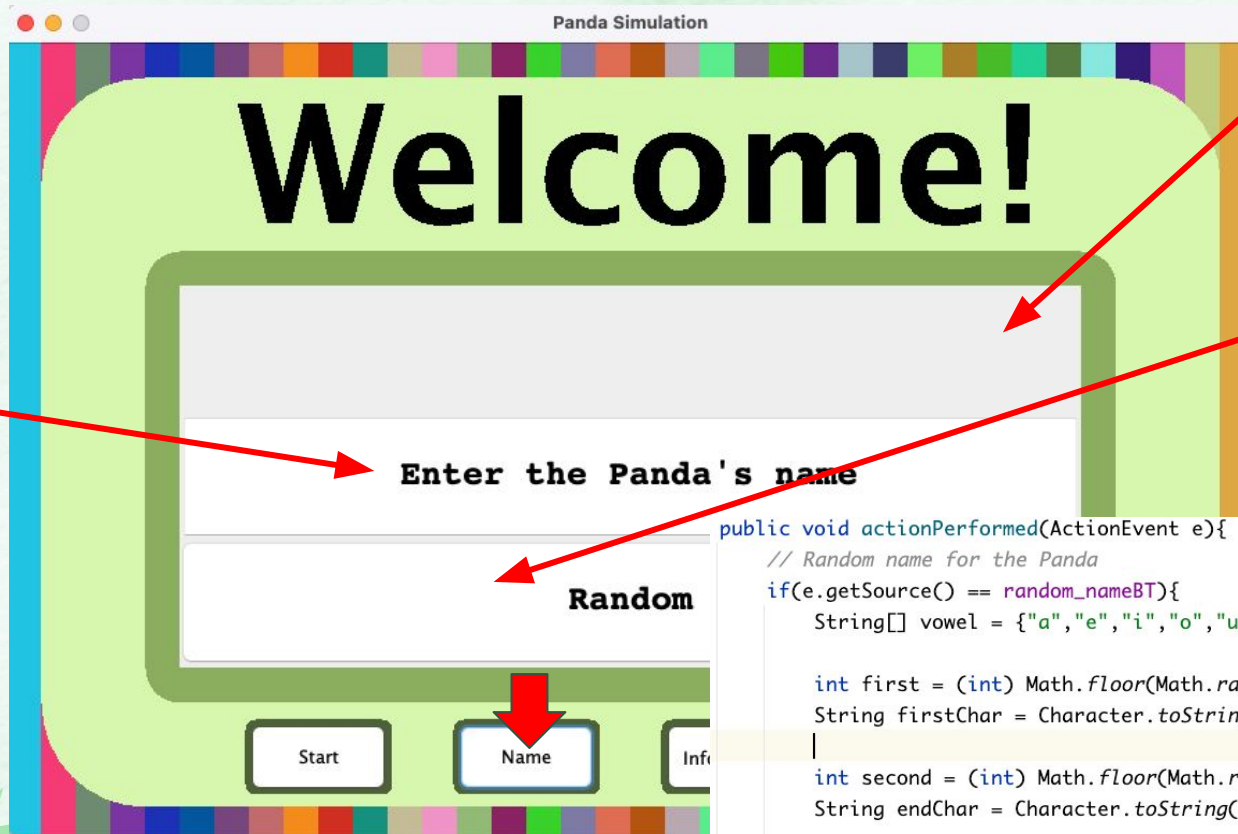 Panda Simulation
Welcome!
Enter the Panda's name
Random
Start
Name
public void actionPerformed(ActionEvent e){
// Random name for the Panda
if(e.getSource() == random_nameBT){
String[] vowel = {"a","e","i","o","u
int first = (int) Math.floor(Math.ra
String firstChar = Character.toStrin
int second = (int) Math.floor(Math.r
String endChar = Character.toString(